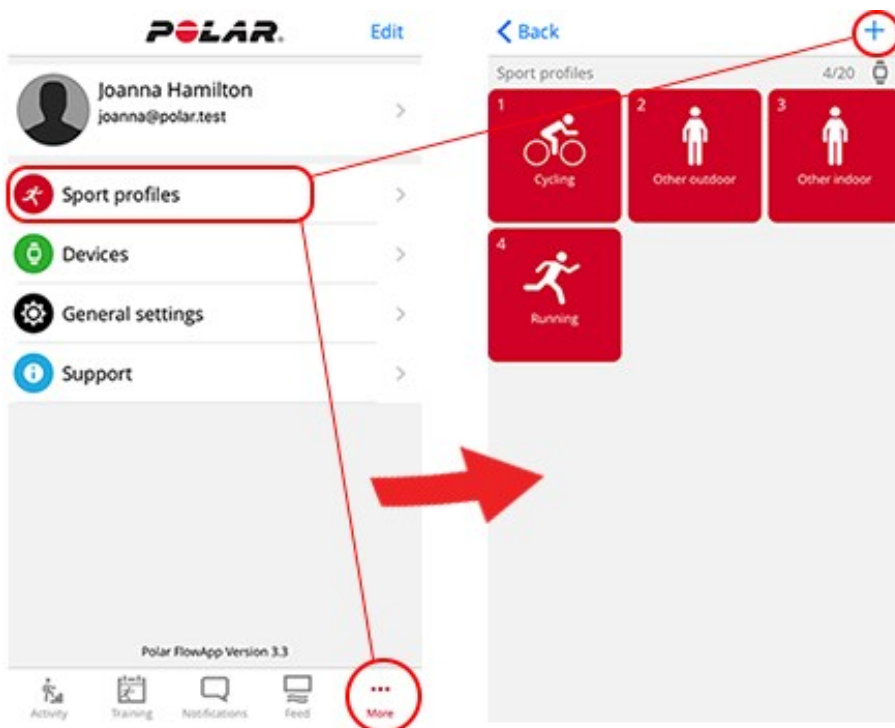 POLAR.
Edit
Joanna Hamilton
joanna@polar.test
Sport profiles
Devices
General settings
Support
Polar FlowApp Version 3.3
Activity
Training
Notifications
Feed
More
Back
Sport profiles 4/20
1
Cycling
2
Other outdoor
3
Other indoor
4
Running